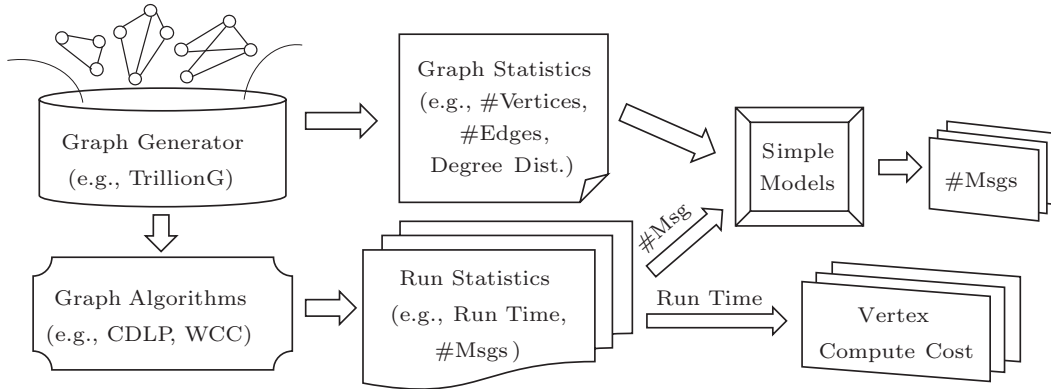 Graph Generator
(e.g., TrillionG)
Graph Statistics
(e.g., #Vertices,
#Edges,
Degree Dist.)
Simple
Models
#Msgs
Graph Algorithms
(e.g., CDLP, WCC)
Run Statistics
(e.g., Run Time,
#Msgs)
#Msg
Run Time
Vertex
Compute Cost